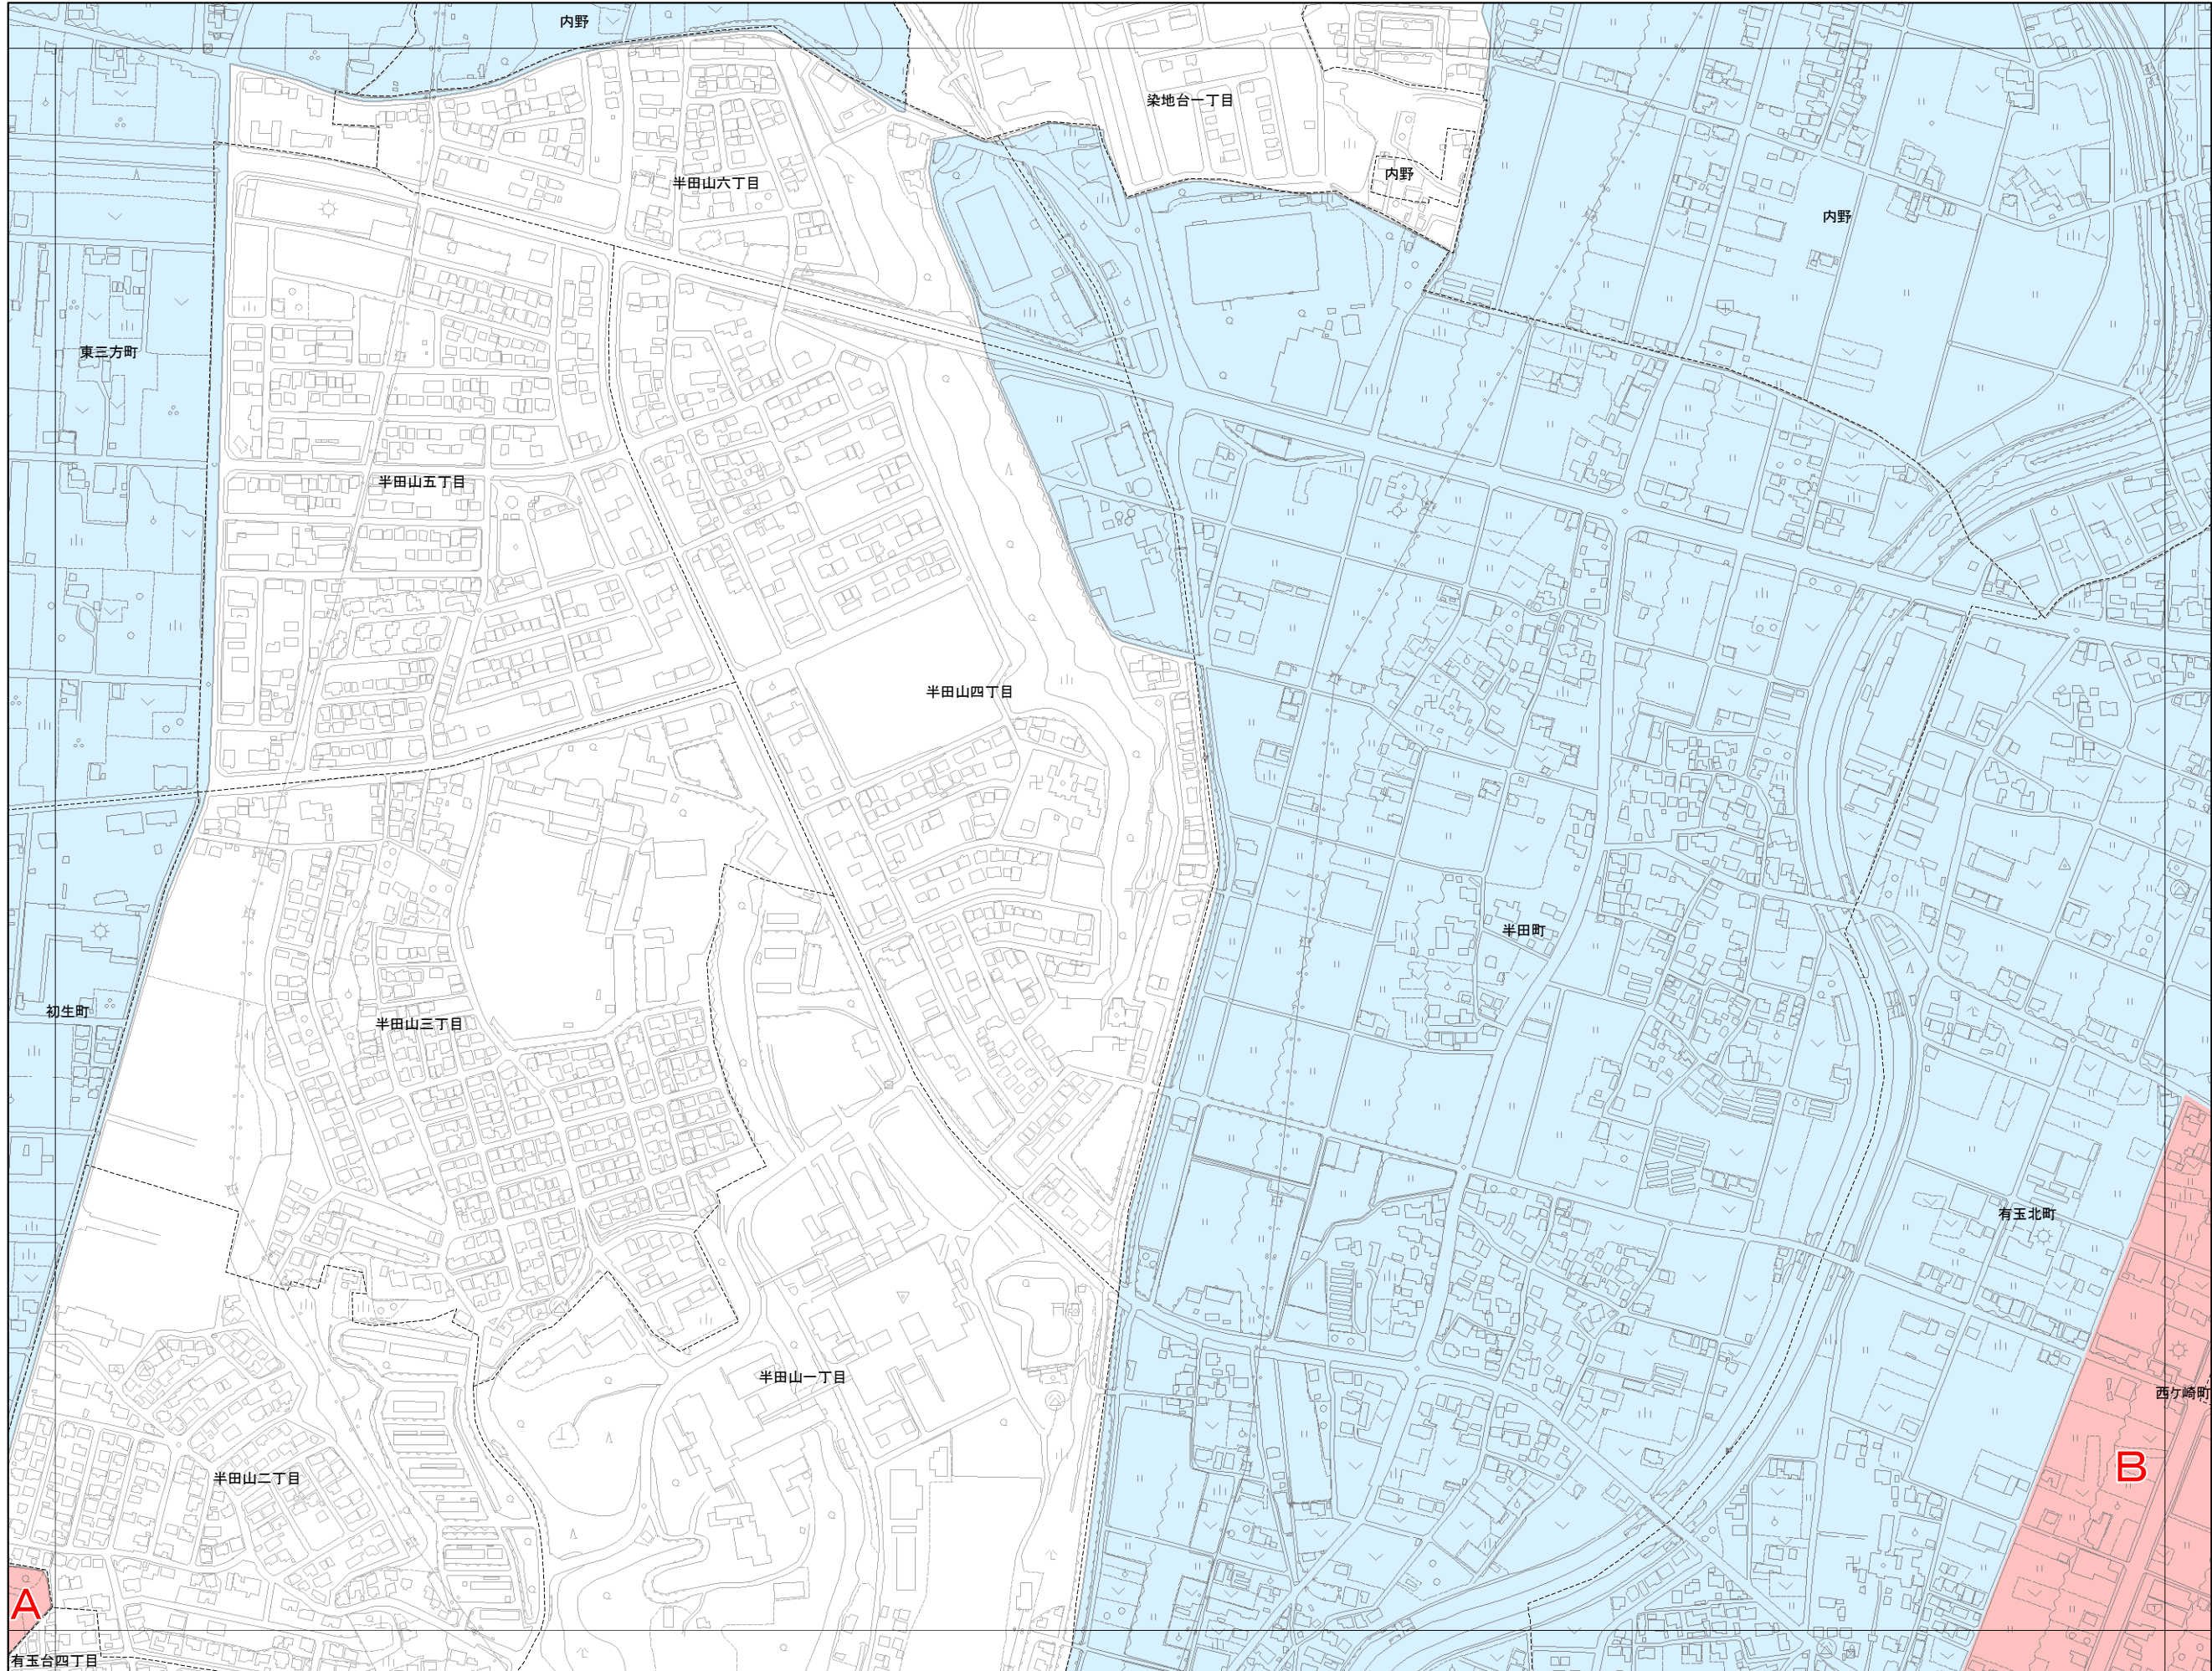 内野
染地台一丁目
内野
半田山六丁目
内野
東三方町
半田山五丁目
半田山四丁目
半田町
初生町
半田山三丁目
有玉北町
半田山一丁目
西ケ崎町
B
半田山二丁目
A
有玉台四丁目